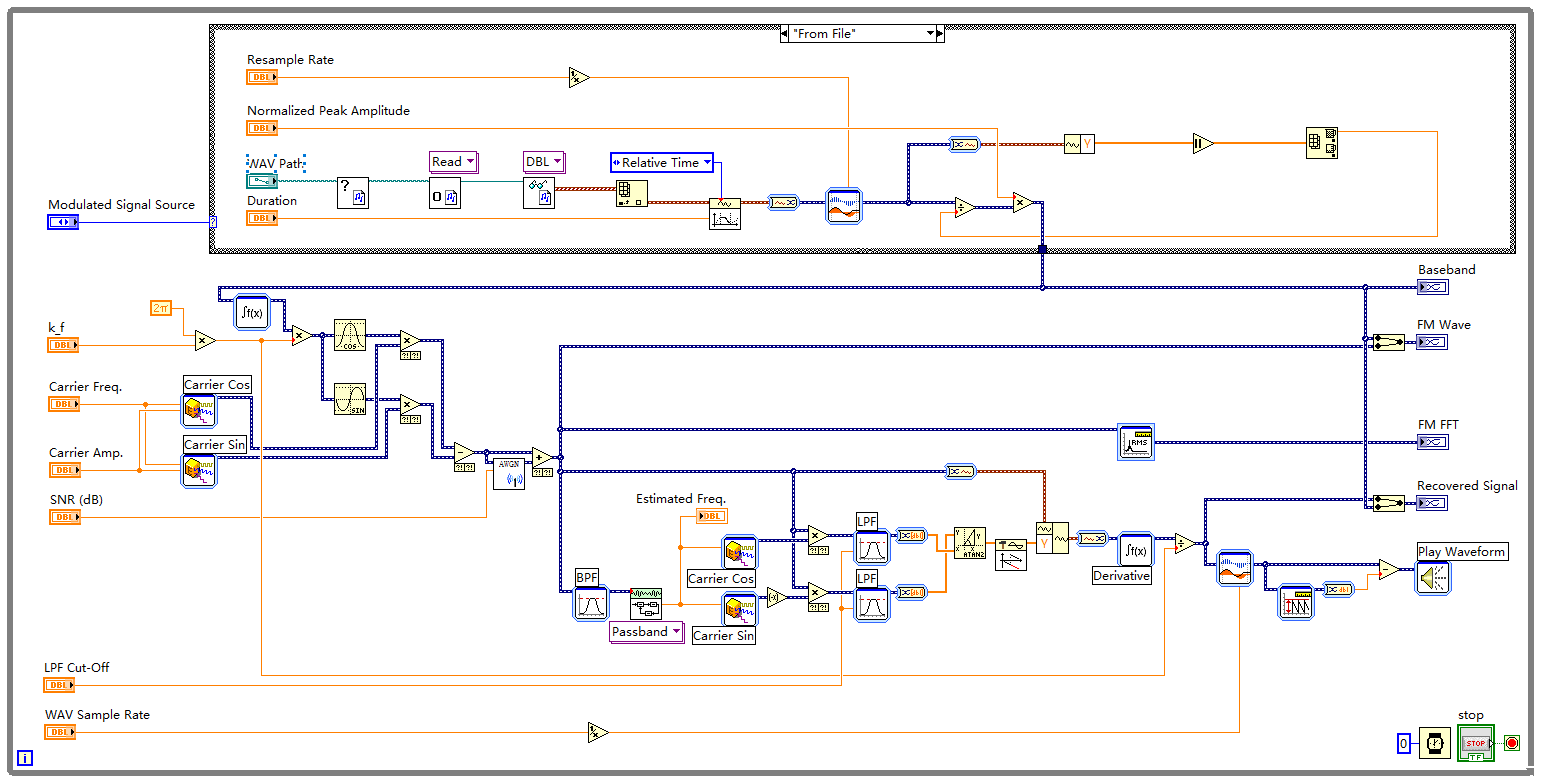 "From File"
Resample Rate
DBL
Normalized Peak Amplitude
DBL
WAV Path
Read
DBL
Relative Time
Y
Duration
DBL
Modulated Signal Source
?
Baseband
2π
∫f(x)
k_f
DBL
COS
FM Wave
Carrier Freq.
DBL
Carrier Cos
SIN
Carrier Amp.
DBL
Carrier Sin
AWGN
RMS
FM FFT
SNR (dB)
DBL
Estimated Freq.
DBL
Recovered Signal
LPF
ATAN2
Y
∫f(x)
Derivative
Play Waveform
BPF
Carrier Cos
LPF
Passband
Carrier Sin
LPF Cut-Off
DBL
WAV Sample Rate
DBL
stop
0
STOP
TF
i